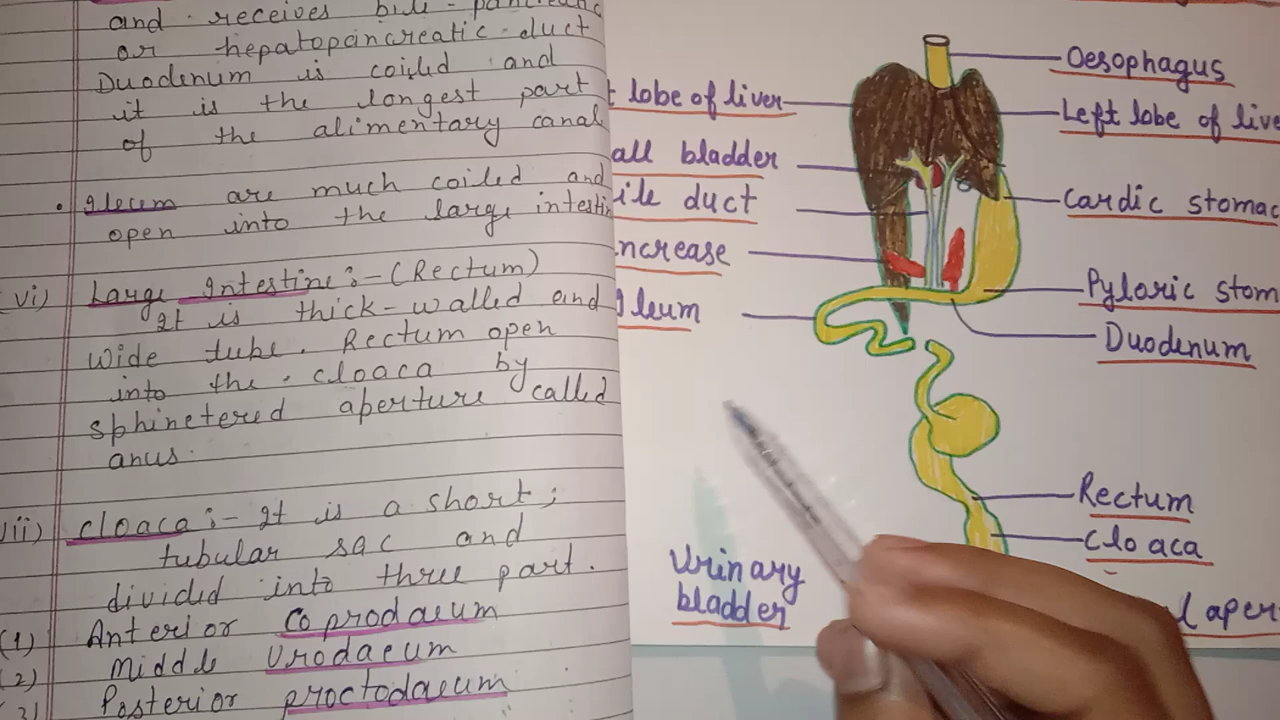 and receives bile pancreatic
or hepatopancreatic duct
Duodenum is coiled and
it is the longest part
of the alimentary canal
• Ileum are much coiled and
open into the large intestin
vi) Large Intestine :- (Rectum)
It is thick-walled and
wide tube. Rectum open
into the cloaca by
sphinctered aperture called
anus.
ii) Cloaca :- It is a short;
tubular sac and
divided into three part.
(1) Anterior Coprodaeum
(2) Middle Urodaeum
3) Posterior proctodaeum
Oesophagus
t lobe of liver
Left lobe of live
all bladder
ile duct
Cardic stomac
ncrease
Pyloric stom
Ileum
Duodenum
Rectum
Cloaca
Urinary
bladder
l aper